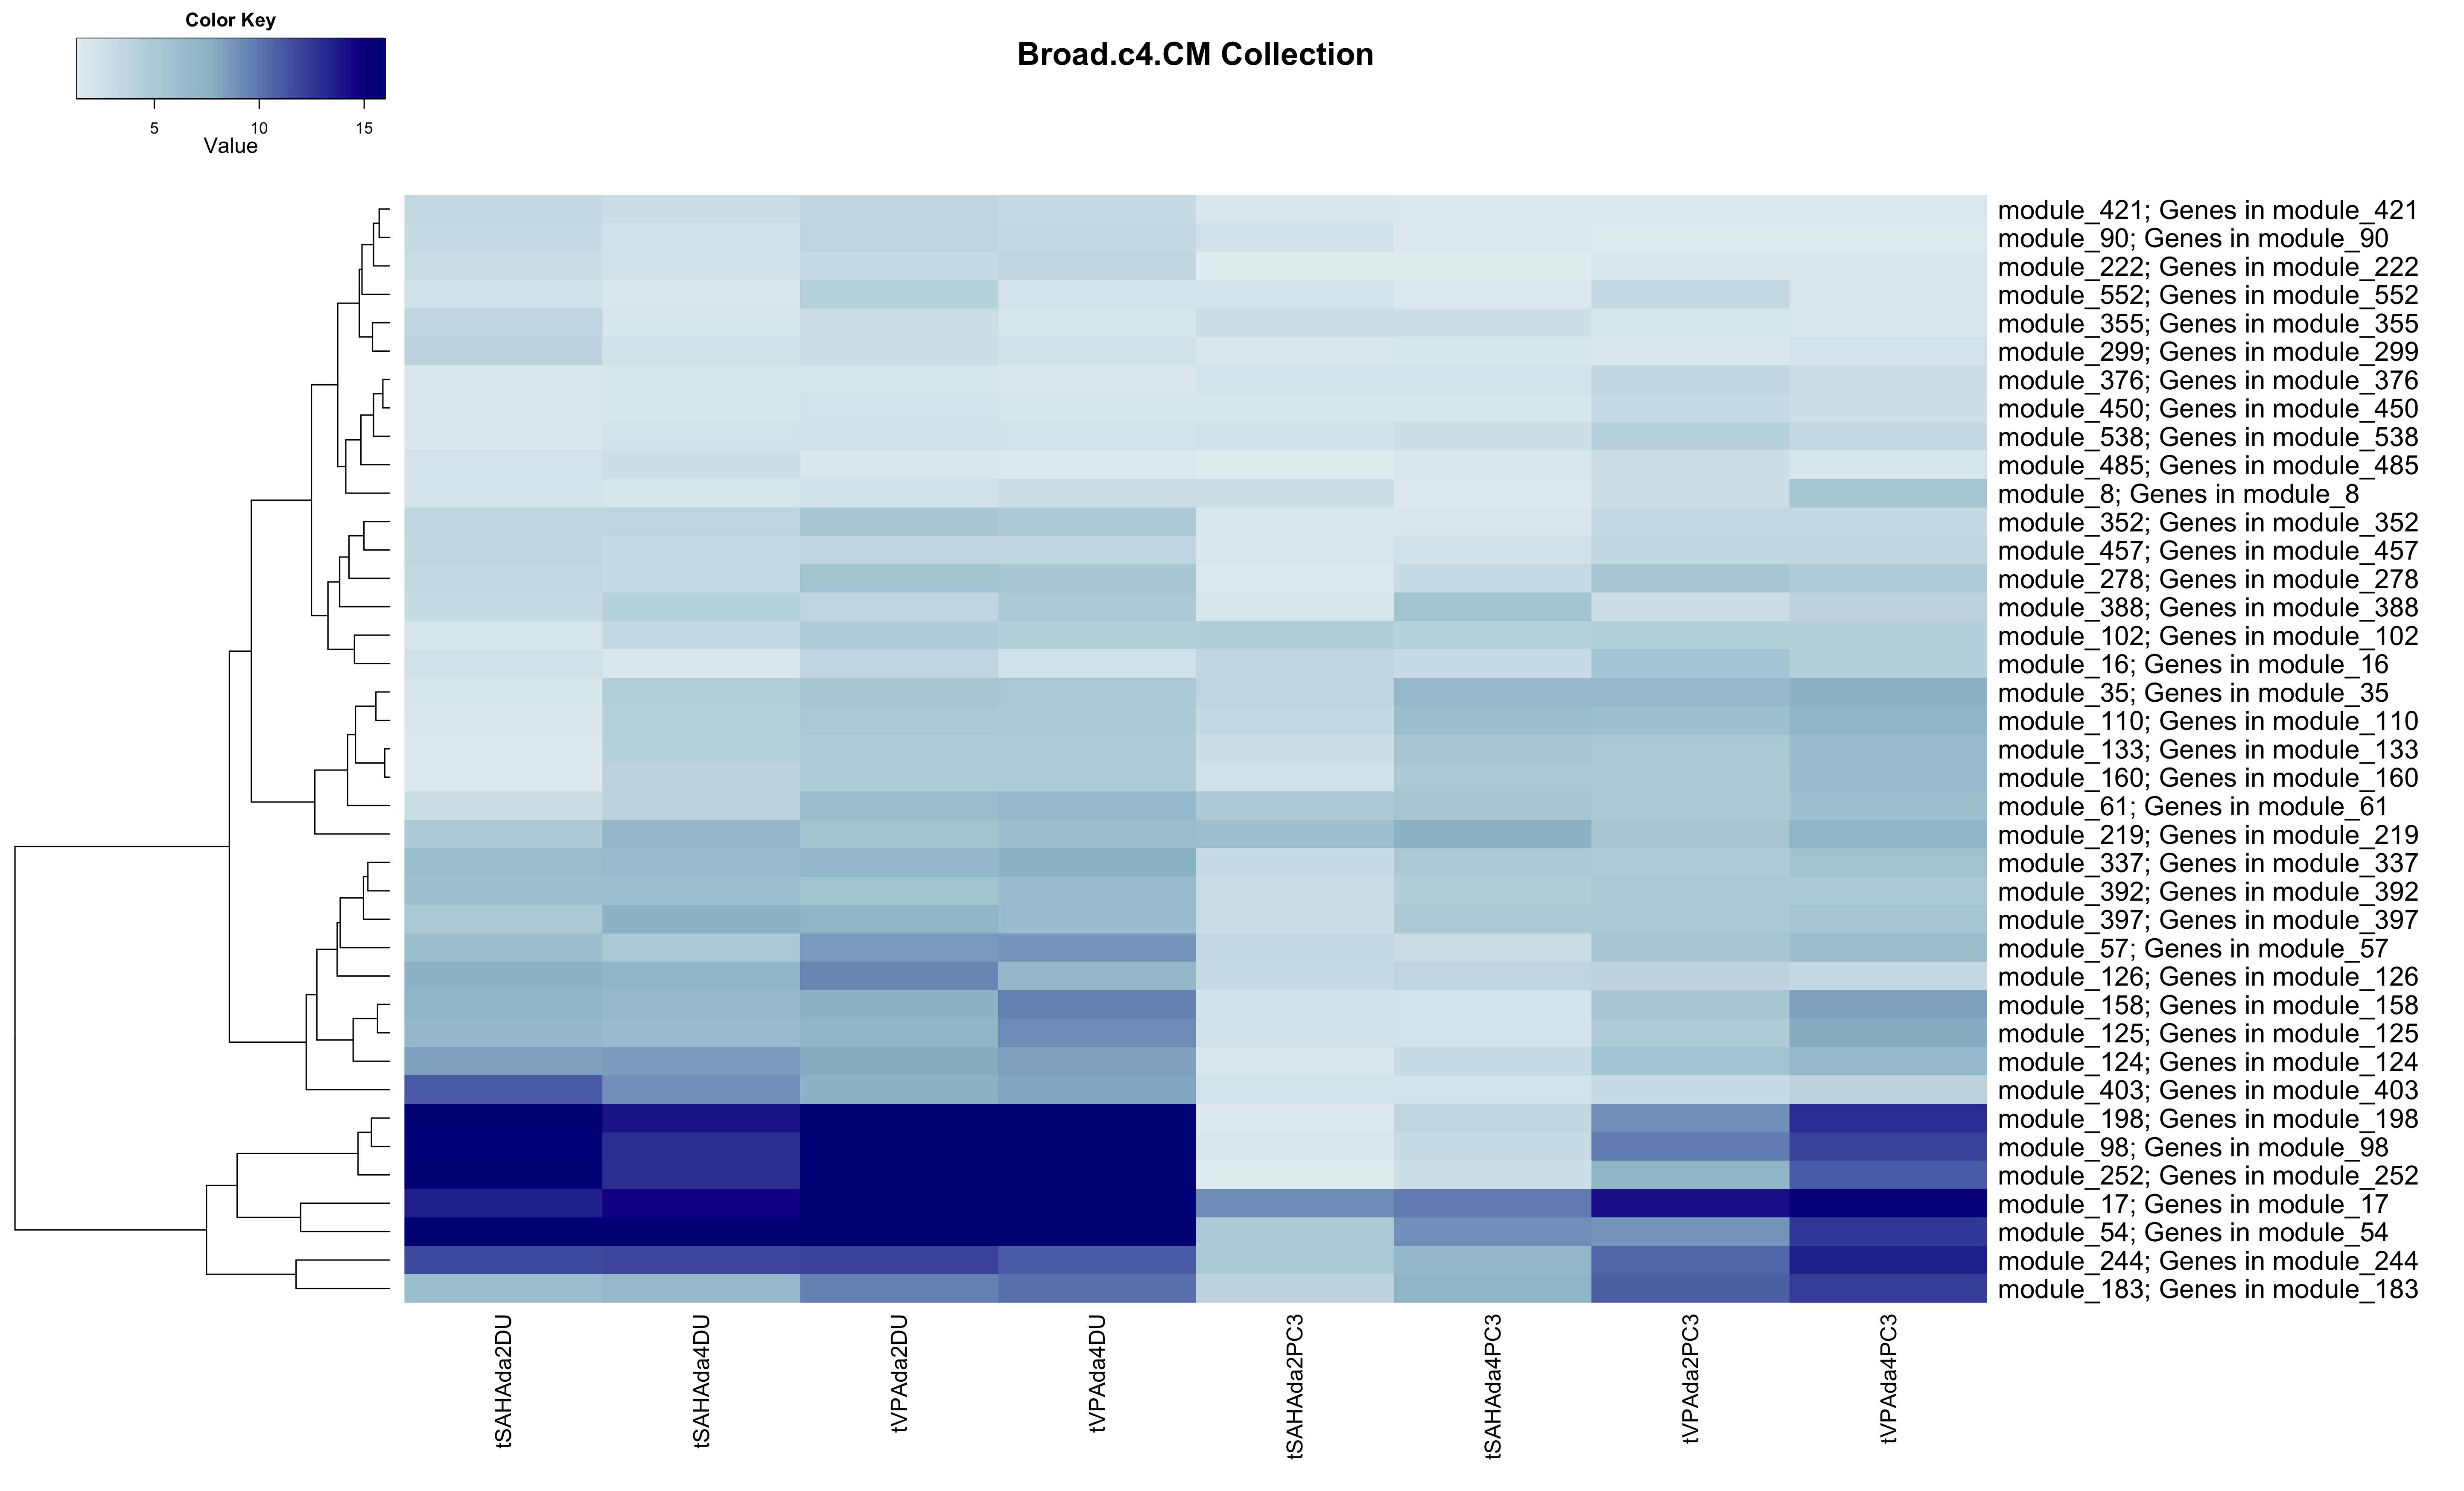 Color Key
5 10 15
Value
Broad.c4.CM Collection
module_421; Genes in module_421
module_90; Genes in module_90
module_222; Genes in module_222
module_552; Genes in module_552
module_355; Genes in module_355
module_299; Genes in module_299
module_376; Genes in module_376
module_450; Genes in module_450
module_538; Genes in module_538
module_485; Genes in module_485
module_8; Genes in module_8
module_352; Genes in module_352
module_457; Genes in module_457
module_278; Genes in module_278
module_388; Genes in module_388
module_102; Genes in module_102
module_16; Genes in module_16
module_35; Genes in module_35
module_110; Genes in module_110
module_133; Genes in module_133
module_160; Genes in module_160
module_61; Genes in module_61
module_219; Genes in module_219
module_337; Genes in module_337
module_392; Genes in module_392
module_397; Genes in module_397
module_57; Genes in module_57
module_126; Genes in module_126
module_158; Genes in module_158
module_125; Genes in module_125
module_124; Genes in module_124
module_403; Genes in module_403
module_198; Genes in module_198
module_98; Genes in module_98
module_252; Genes in module_252
module_17; Genes in module_17
module_54; Genes in module_54
module_244; Genes in module_244
module_183; Genes in module_183
tSAHAda2DU
tSAHAda4DU
tVPAda2DU
tVPAda4DU
tSAHAda2PC3
tSAHAda4PC3
tVPAda2PC3
tVPAda4PC3